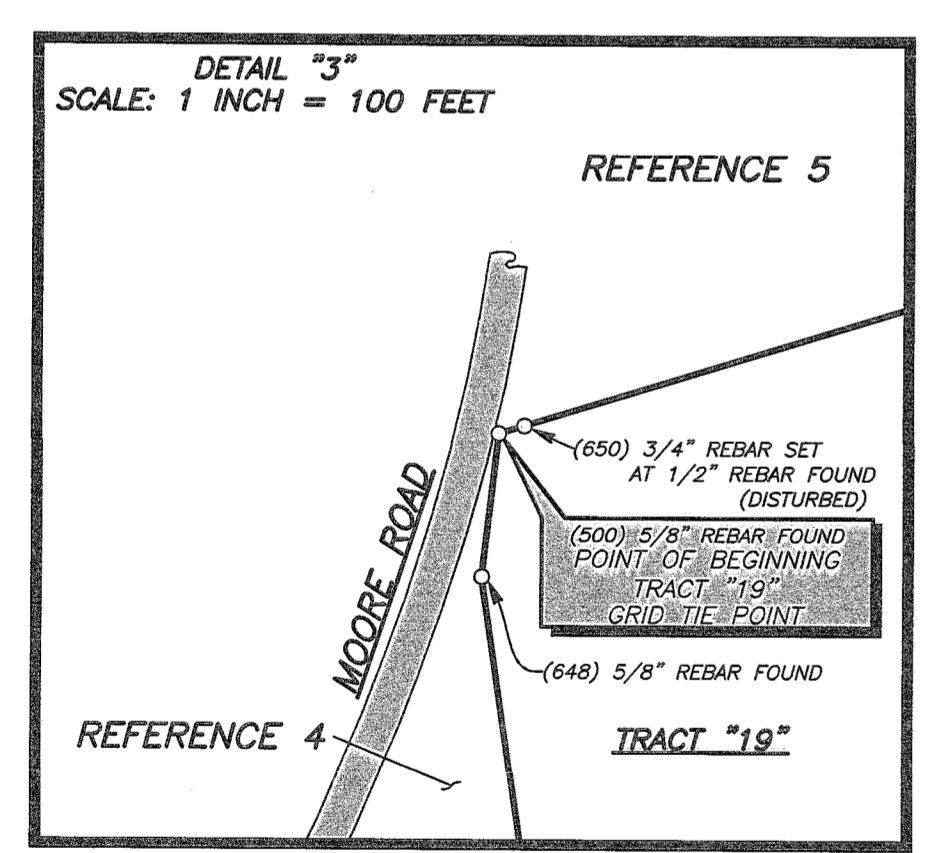 DETAIL "3"
SCALE: 1 INCH = 100 FEET
REFERENCE 5
(650) 3/4" REBAR SET
AT 1/2" REBAR FOUND
(DISTURBED)
(500) 5/8" REBAR FOUND
POINT OF BEGINNING
TRACT "19"
GRID TIE POINT
MOORE ROAD
(648) 5/8" REBAR FOUND
REFERENCE 4
TRACT "19"